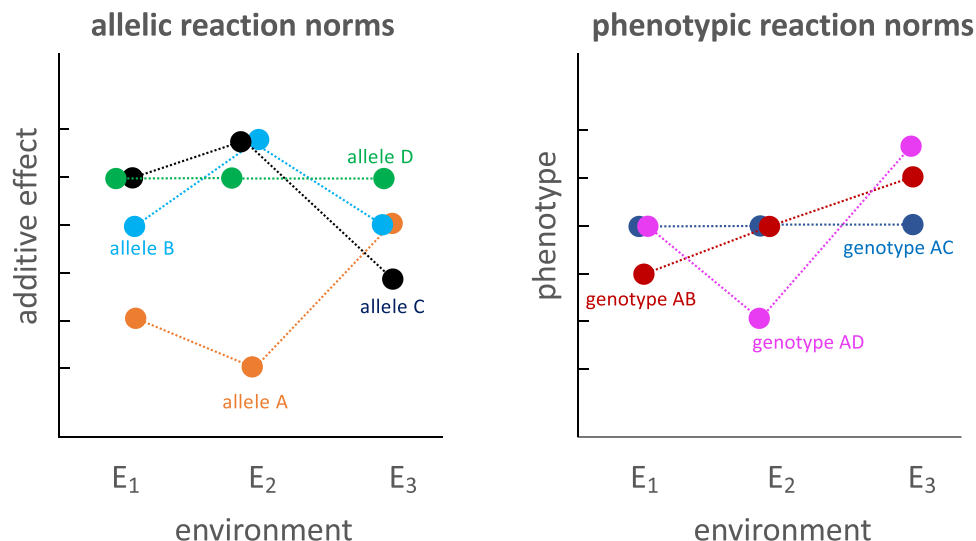 allelic reaction norms
additive effect
allele D
allele B
allele C
allele A
E1
E2
E3
environment
phenotypic reaction norms
phenotype
genotype AC
genotype AB
genotype AD
E1
E2
E3
environment